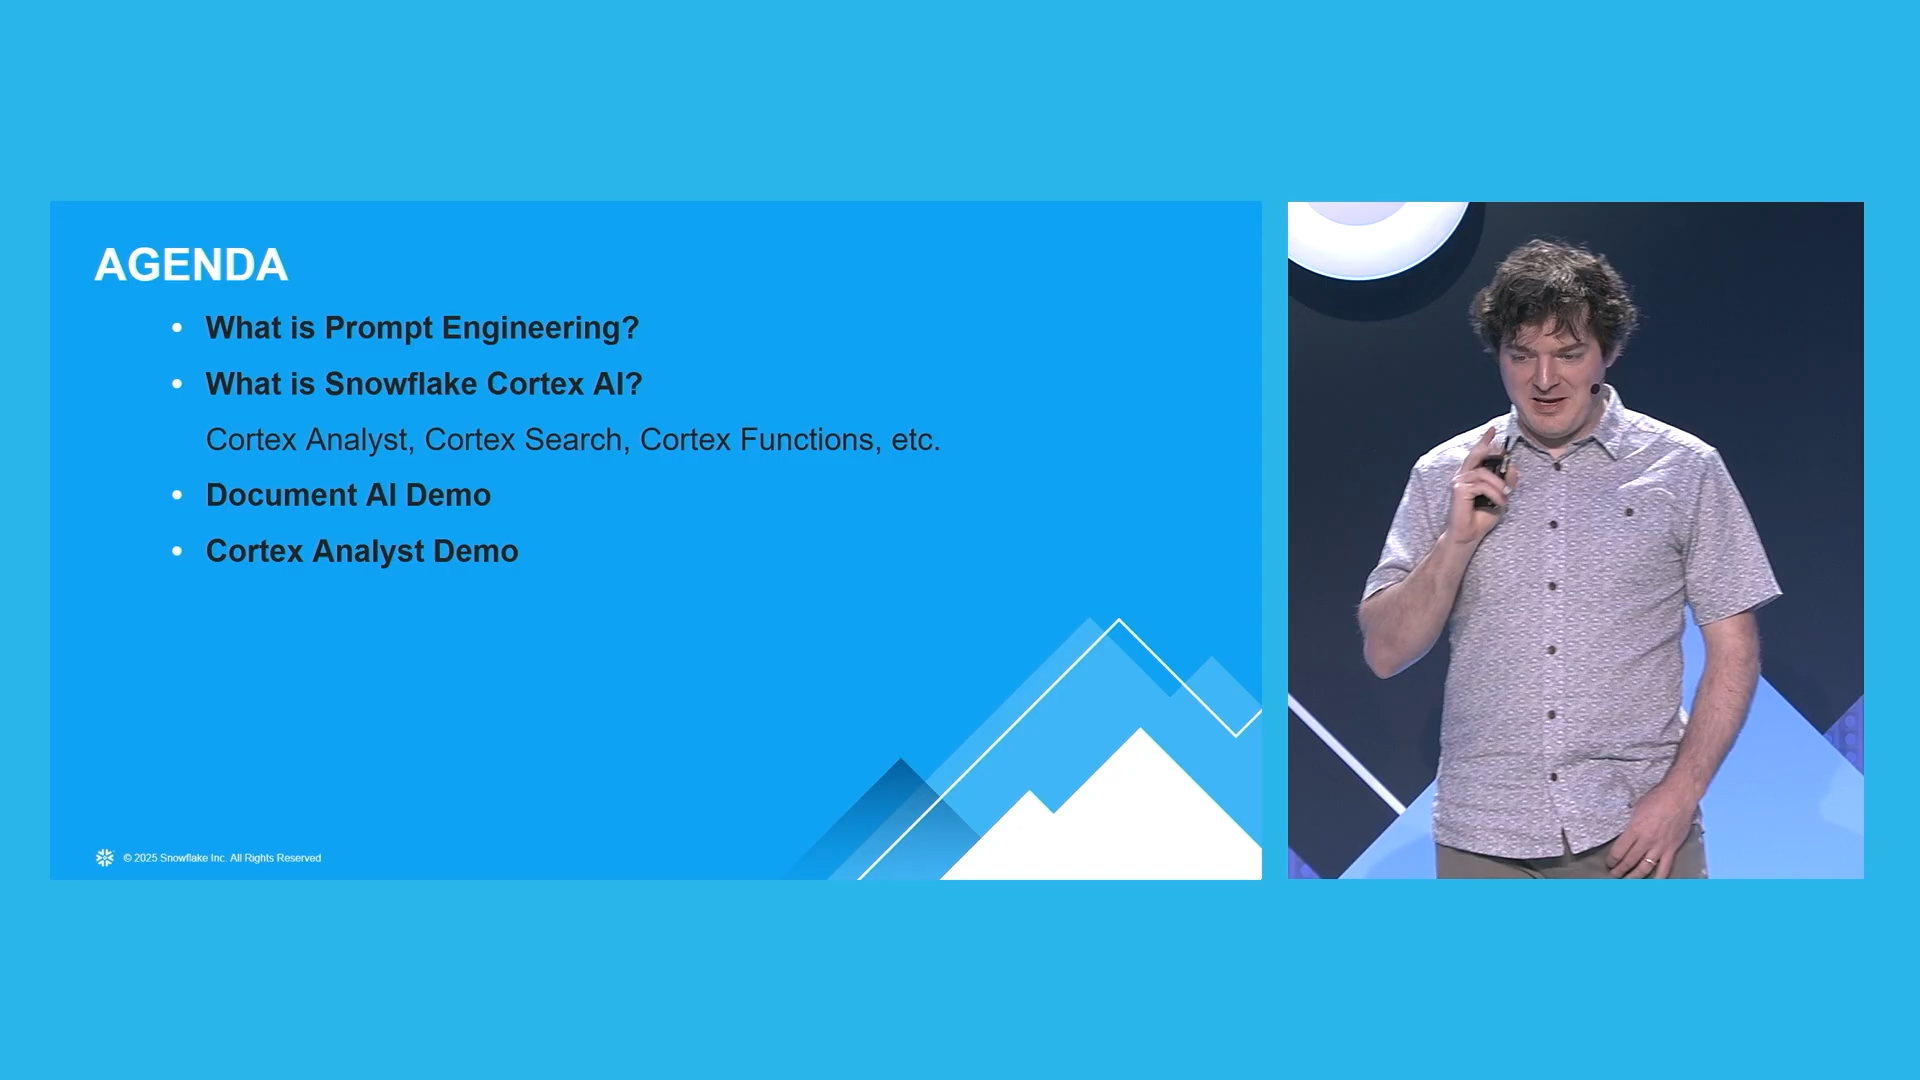 AGENDA
• What is Prompt Engineering?
• What is Snowflake Cortex AI?
Cortex Analyst, Cortex Search, Cortex Functions, etc.
• Document AI Demo
• Cortex Analyst Demo
© 2025 Snowflake Inc. All Rights Reserved